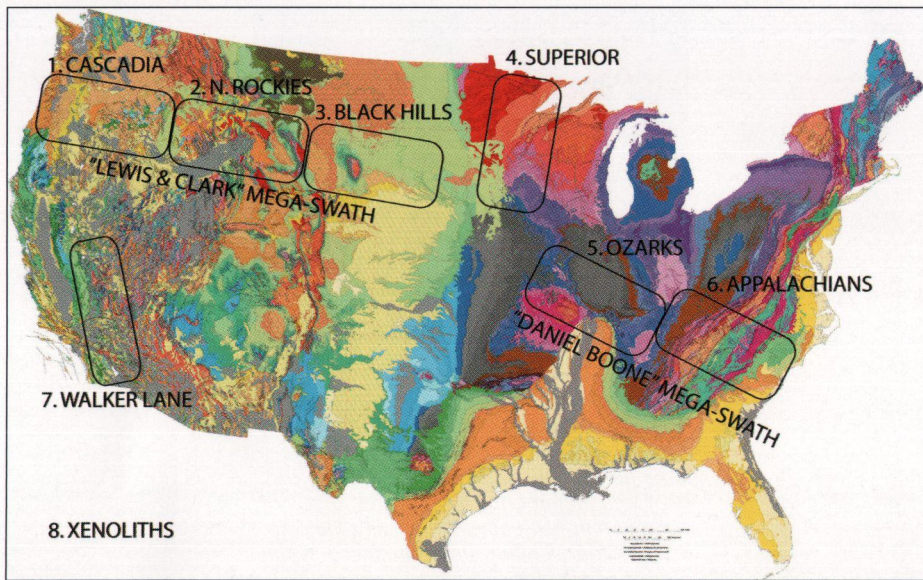 1. CASCADIA
2. N. ROCKIES
3. BLACK HILLS
4. SUPERIOR
"LEWIS & CLARK" MEGA-SWATH
5. OZARKS
6. APPALACHIANS
"DANIEL BOONE" MEGA-SWATH
7. WALKER LANE
8. XENOLITHS